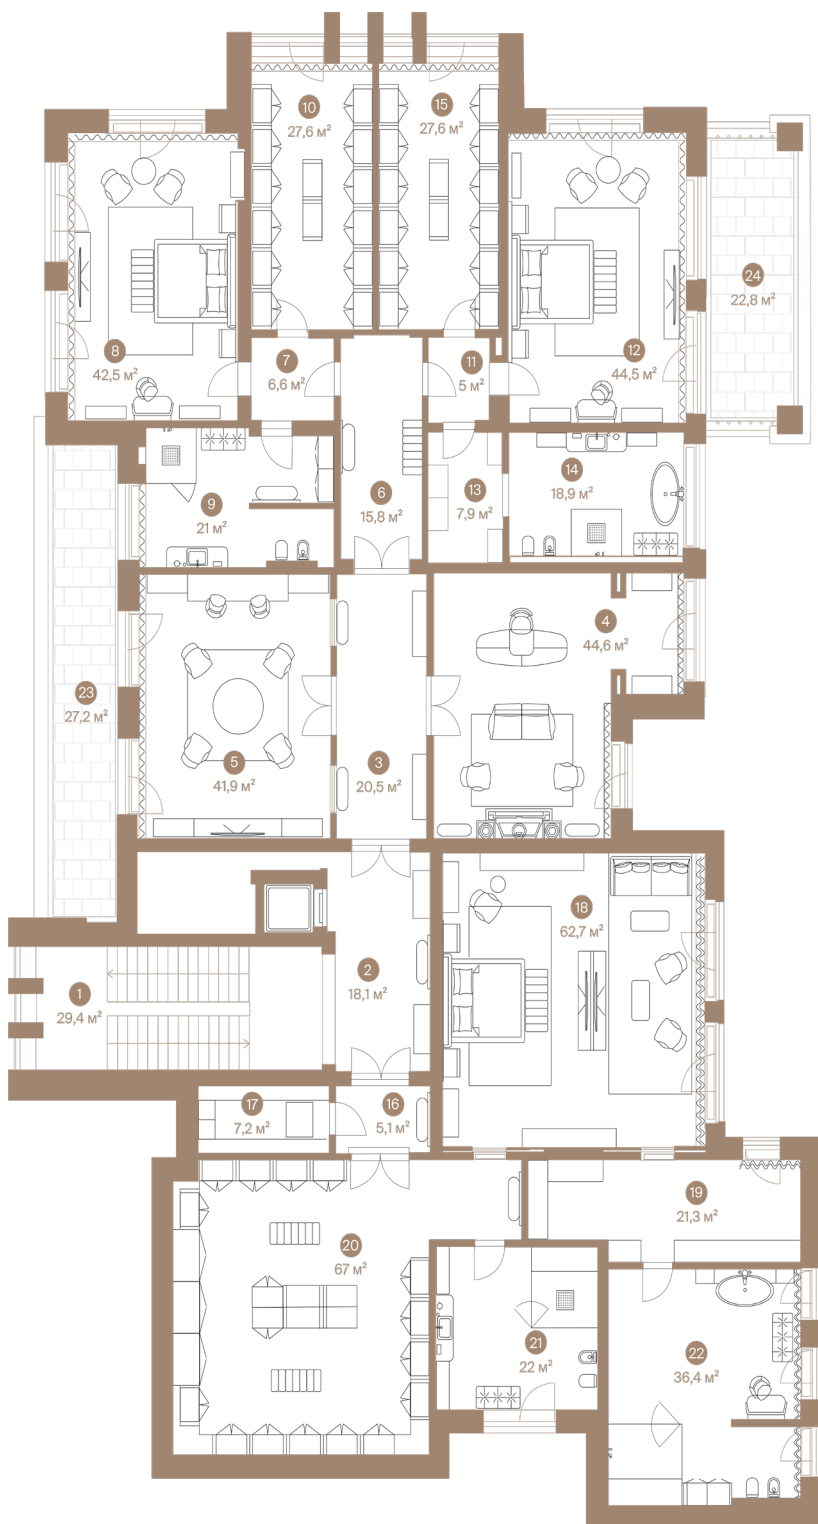 10
27,6 м²
15
27,6 м²
24
22,8 м²
8
42,5 м²
7
6,6 м²
11
5 м²
12
44,5 м²
14
18,9 м²
6
15,8 м²
13
7,9 м²
9
21 м²
4
44,6 м²
23
27,2 м²
5
41,9 м²
3
20,5 м²
18
62,7 м²
2
18,1 м²
1
29,4 м²
17
7,2 м²
16
5,1 м²
19
21,3 м²
20
67 м²
21
22 м²
22
36,4 м²